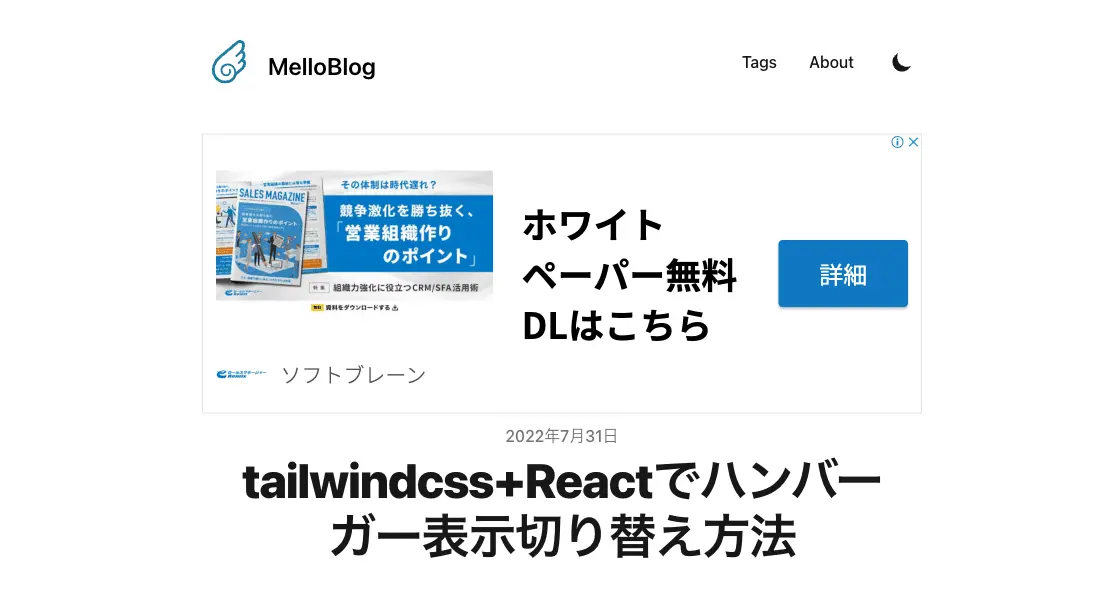 MelloBlog
Tags
About
SALES MAGAZINE
その体制は時代遅れ？
競争激化を勝ち抜く、
「営業組織作り
のポイント」
特集 組織力強化に役立つCRM/SFA活用術
無料 資料をダウンロードする
ホワイト
ペーパー無料
DLはこちら
詳細
ソフトブレーン
2022年7月31日
tailwindcss+Reactでハンバー
ガー表示切り替え方法